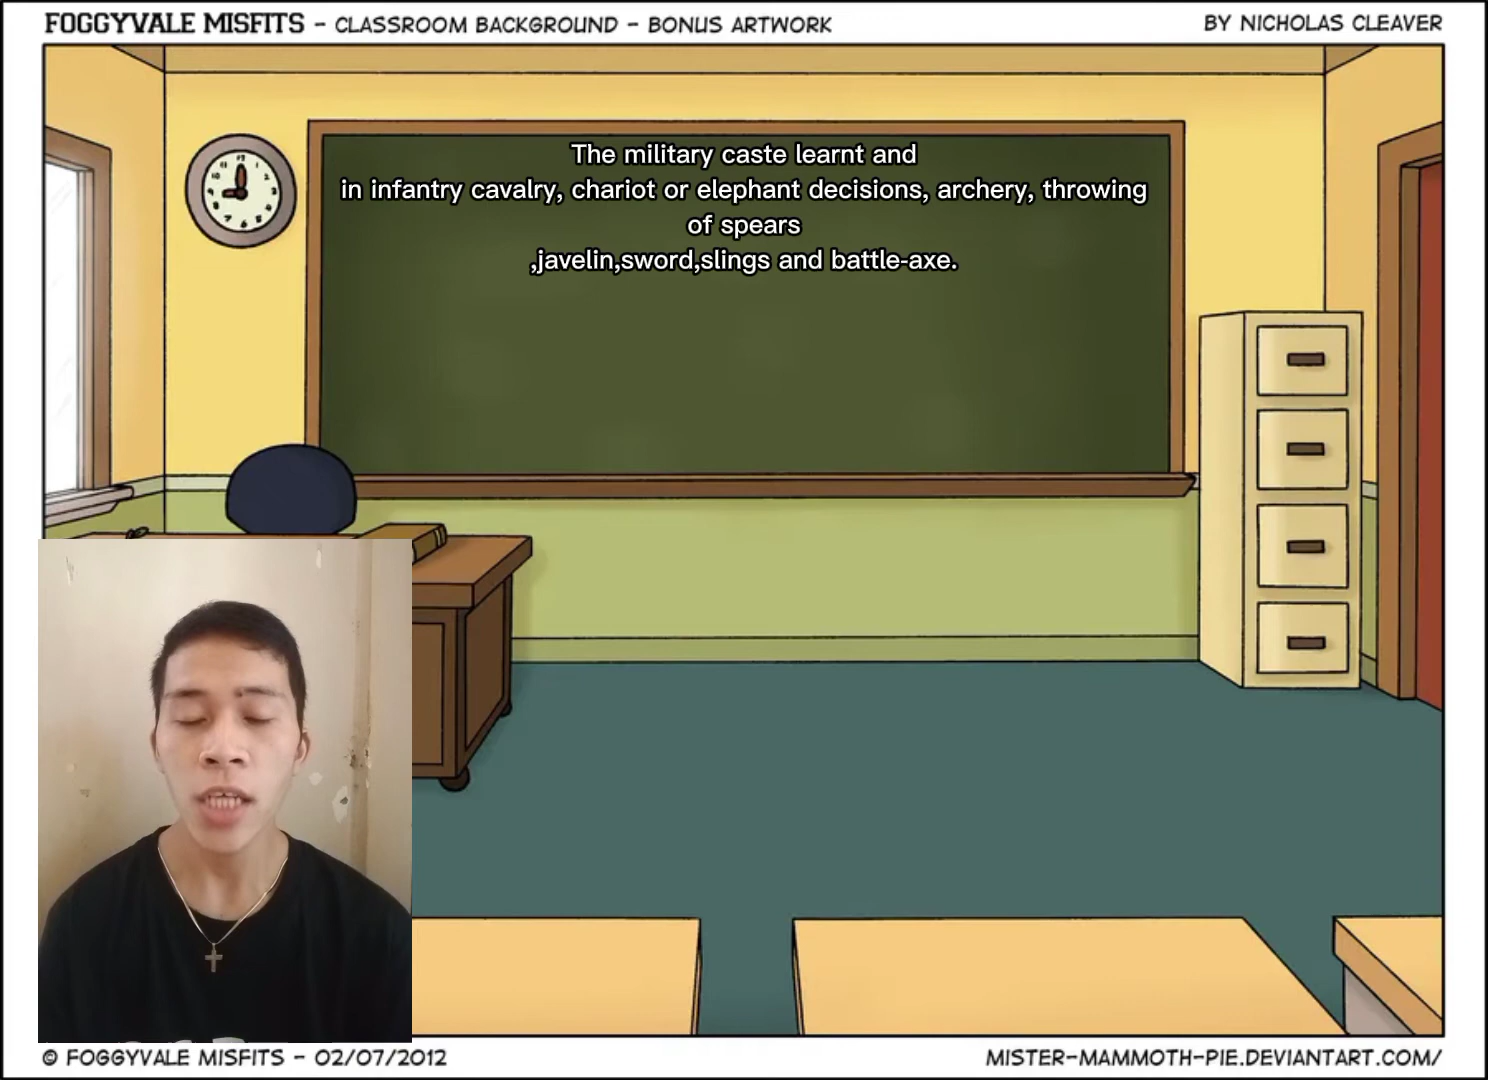 FOGGYVALE MISFITS - CLASSROOM BACKGROUND - BONUS ARTWORK
BY NICHOLAS CLEAVER
The military caste learnt and
in infantry cavalry, chariot or elephant decisions, archery, throwing
of spears
,javelin,sword,slings and battle-axe.
© FOGGYVALE MISFITS - 02/07/2012
MISTER-MAMMOTH-PIE.DEVIANTART.COM/